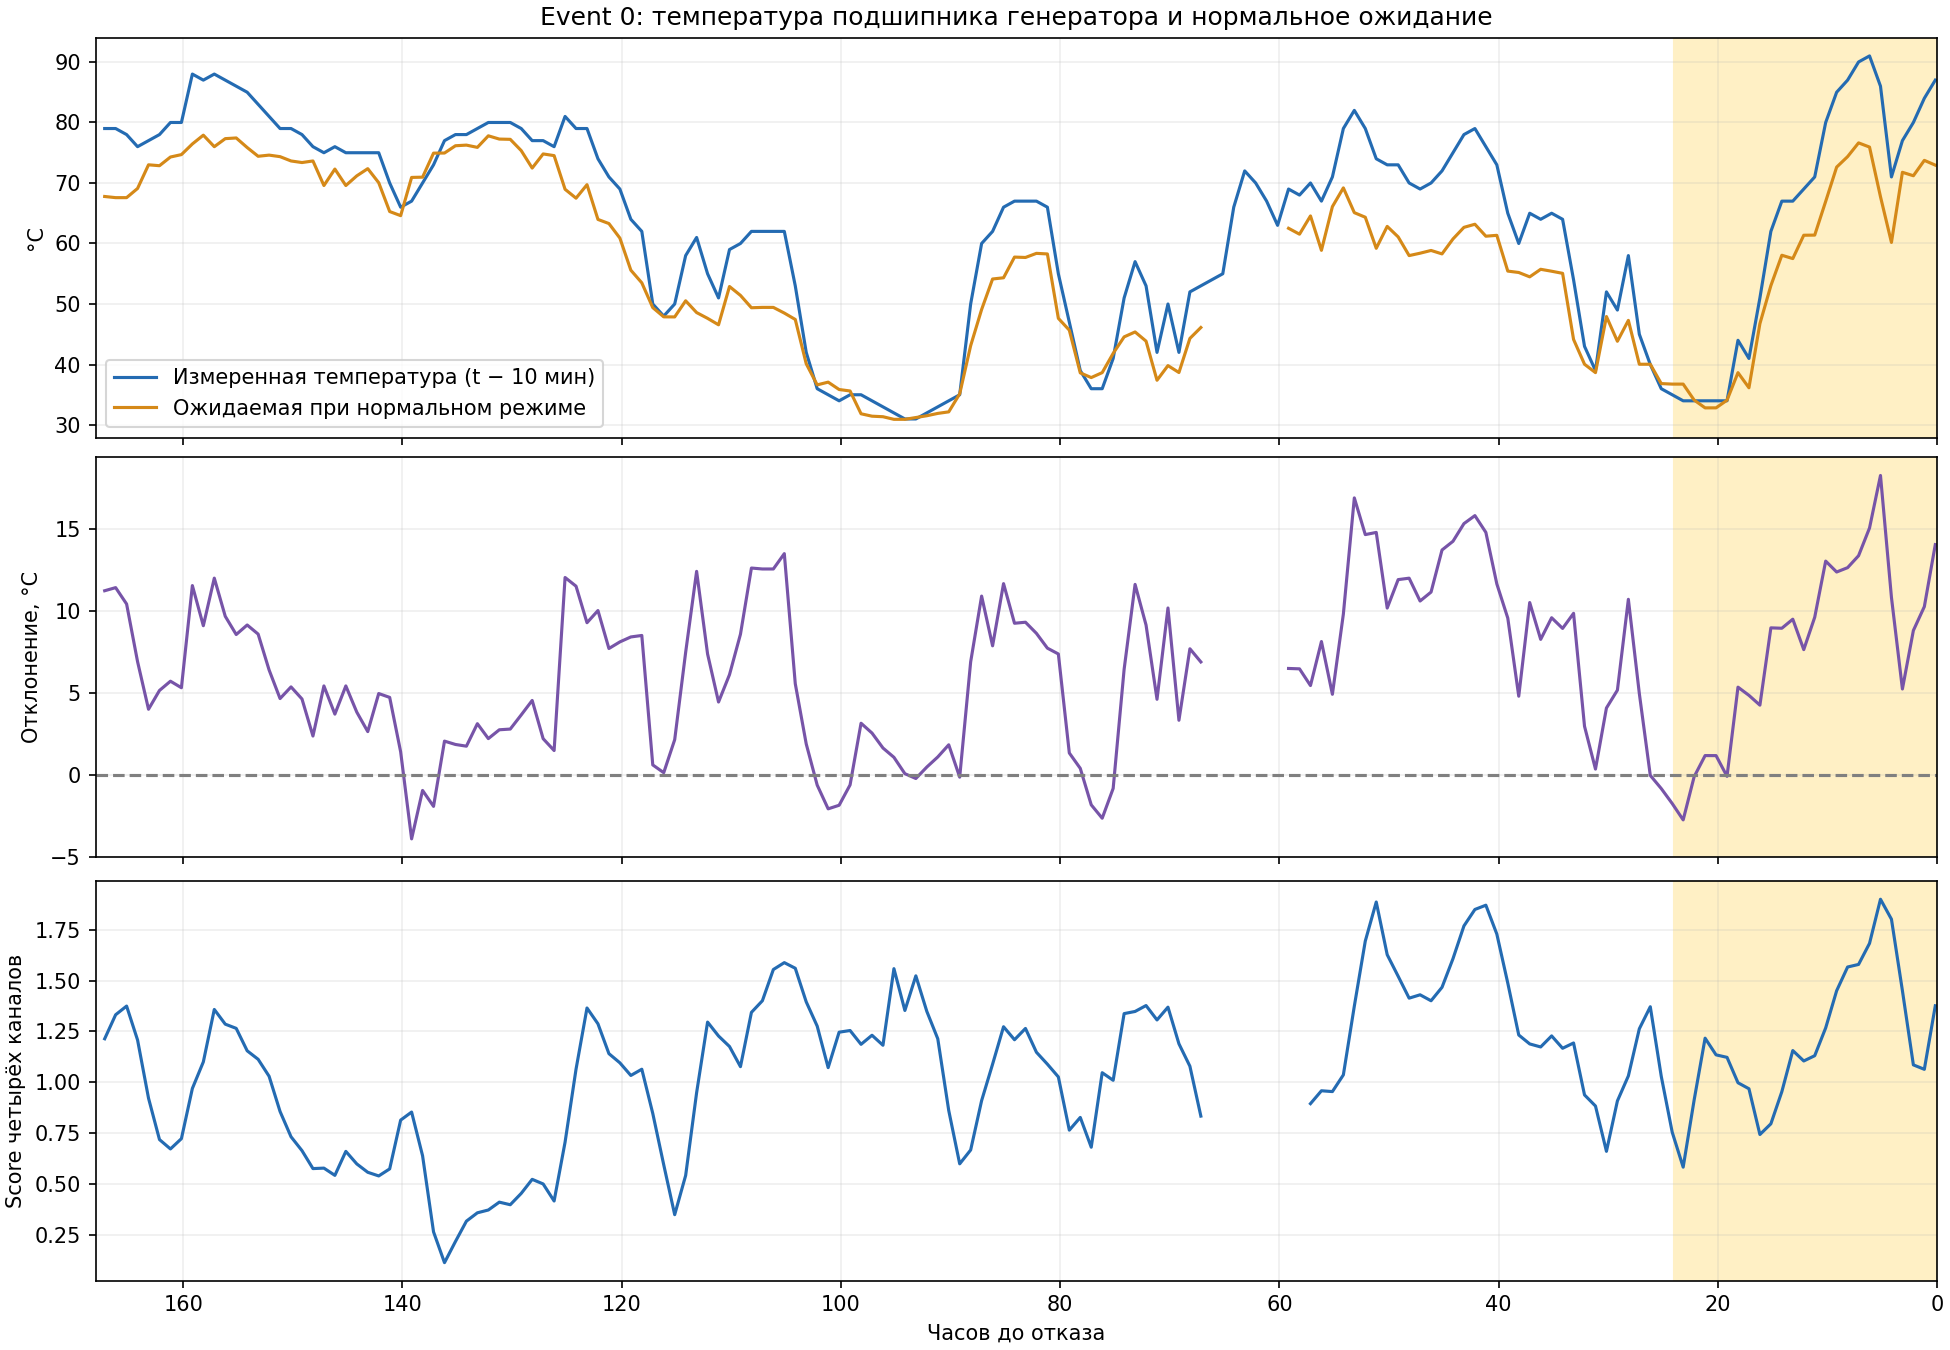 Event 0: температура подшипника генератора и нормальное ожидание
90
80
70
60
50
40
30
°C
Измеренная температура (t − 10 мин)
Ожидаемая при нормальном режиме
15
10
5
0
−5
Отклонение, °C
1.75
1.50
1.25
1.00
0.75
0.50
0.25
Score четырёх каналов
160 140 120 100 80 60 40 20 0
Часов до отказа